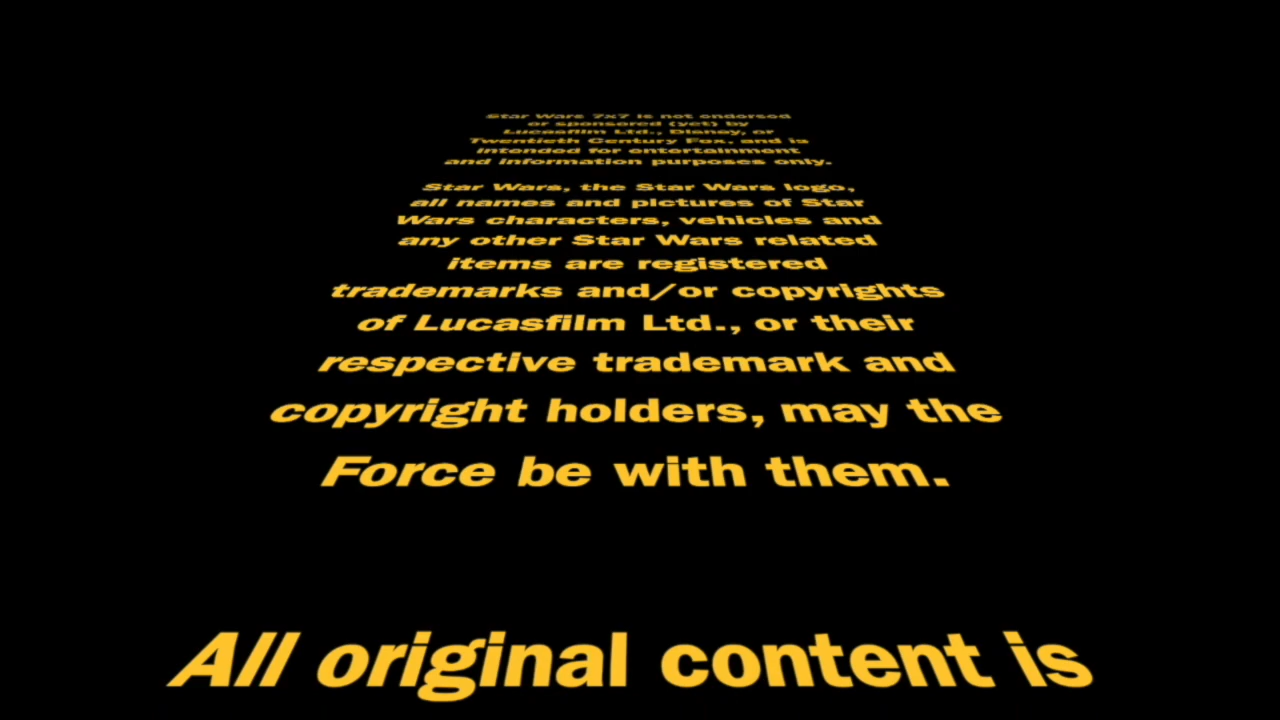 Star Wars 7x7 is not endorsed
or sponsored (yet) by
Lucasfilm Ltd., Disney, or
Twentieth Century Fox, and is
intended for entertainment
and information purposes only.
Star Wars, the Star Wars logo,
all names and pictures of Star
Wars characters, vehicles and
any other Star Wars related
items are registered
trademarks and/or copyrights
of Lucasfilm Ltd., or their
respective trademark and
copyright holders, may the
Force be with them.
All original content is